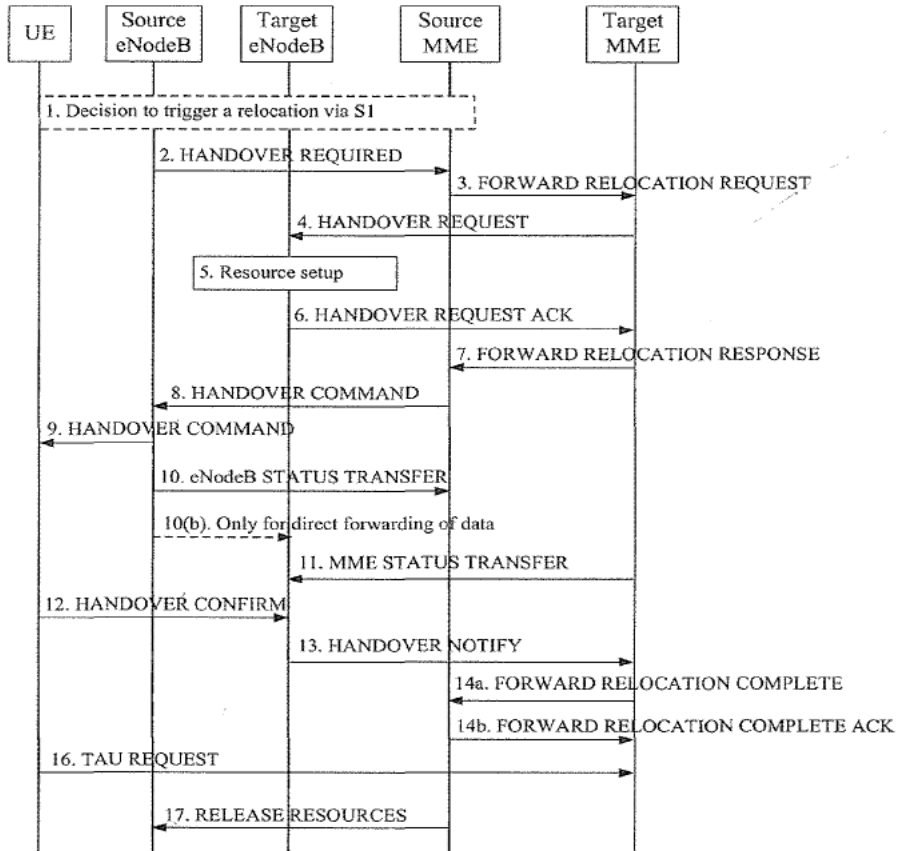 UE
Source
eNodeB
Target
eNodeB
Source
MME
Target
MME
1. Decision to trigger a relocation via S1
2. HANDOVER REQUIRED
3. FORWARD RELOCATION REQUEST
4. HANDOVER REQUEST
5. Resource setup
6. HANDOVER REQUEST ACK
7. FORWARD RELOCATION RESPONSE
8. HANDOVER COMMAND
9. HANDOVER COMMAND
10. eNodeB STATUS TRANSFER
10(b). Only for direct forwarding of data
11. MME STATUS TRANSFER
12. HANDOVER CONFIRM
13. HANDOVER NOTIFY
14a. FORWARD RELOCATION COMPLETE
14b. FORWARD RELOCATION COMPLETE ACK
16. TAU REQUEST
17. RELEASE RESOURCES